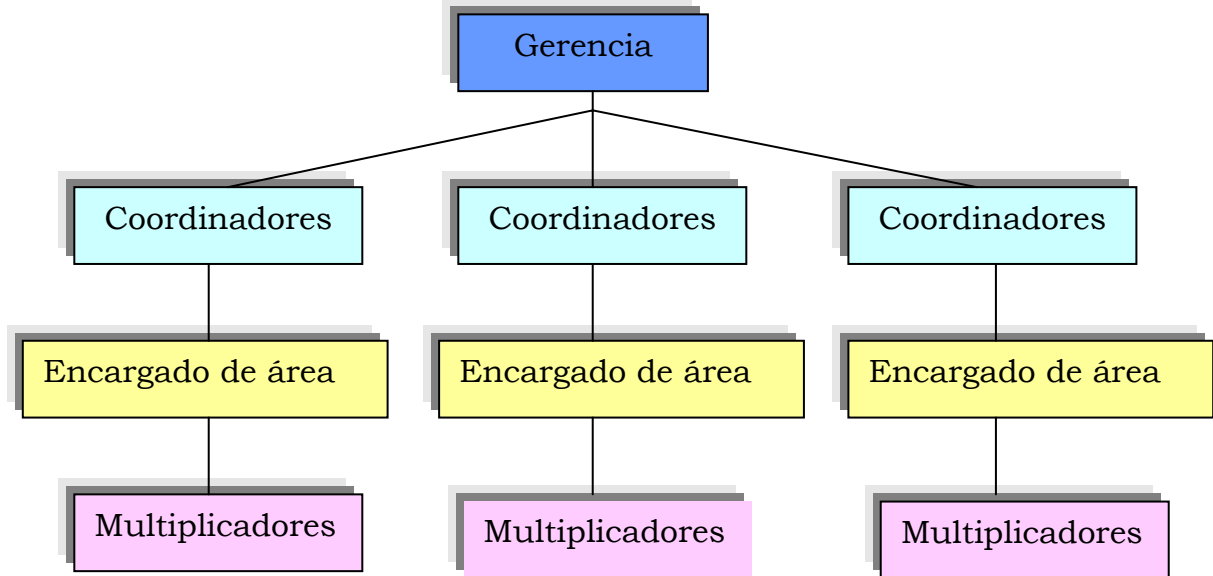 Gerencia
Coordinadores
Coordinadores
Coordinadores
Encargado de área
Encargado de área
Encargado de área
Multiplicadores
Multiplicadores
Multiplicadores